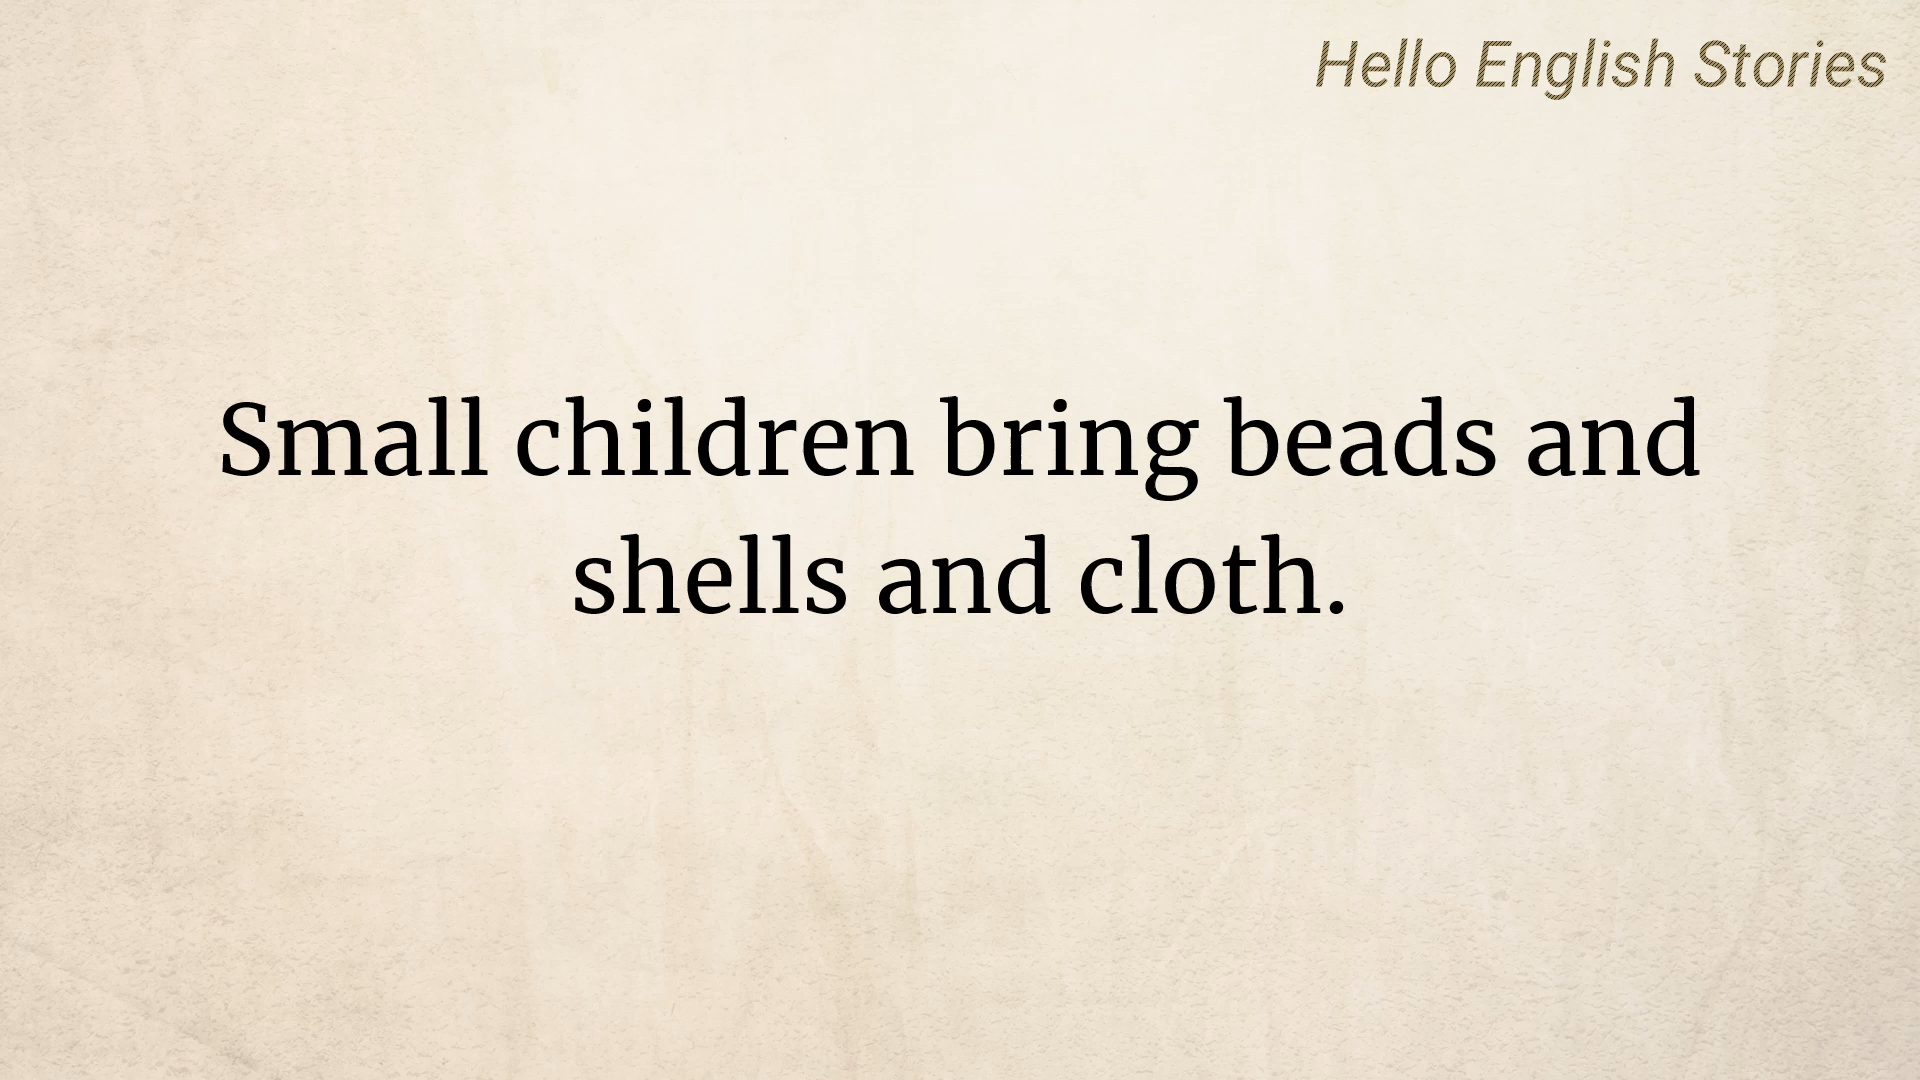 Hello English Stories
Small children bring beads and
shells and cloth.